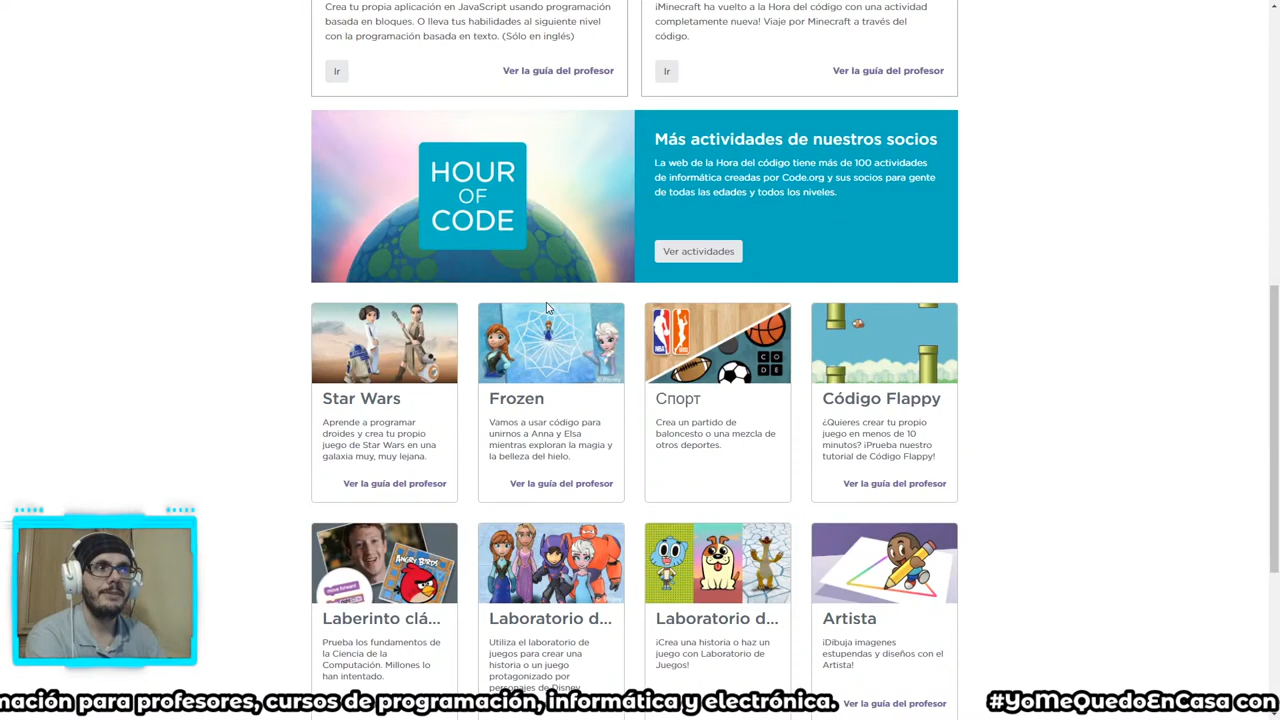 Crea tu propia aplicación en JavaScript usando programación
basada en bloques. O lleva tus habilidades al siguiente nivel
con la programación basada en texto. (Sólo en inglés)
Ir
Ver la guía del profesor
¡Minecraft ha vuelto a la Hora del código con una actividad
completamente nueva! Viaje por Minecraft a través del
código.
Ir
Ver la guía del profesor
HOUR
OF
CODE
Más actividades de nuestros socios
La web de la Hora del código tiene más de 100 actividades
de informática creadas por Code.org y sus socios para gente
de todas las edades y todos los niveles.
Ver actividades
Star Wars
Aprende a programar
droides y crea tu propio
juego de Star Wars en una
galaxia muy, muy lejana.
Ver la guía del profesor
© Disney
Frozen
Vamos a usar código para
unirnos a Anna y Elsa
mientras exploran la magia y
la belleza del hielo.
Ver la guía del profesor
NBA
C O
D E
Спорт
Crea un partido de
baloncesto o una mezcla de
otros deportes.
Código Flappy
¿Quieres crear tu propio
juego en menos de 10
minutos? ¡Prueba nuestro
tutorial de Código Flappy!
Ver la guía del profesor
move forward
ANGRY BIRDS
Laberinto clá...
Prueba los fundamentos de
la Ciencia de la
Computación. Millones lo
han intentado.
Laboratorio d...
Utiliza el laboratorio de
juegos para crear una
historia o un juego
protagonizado por
personajes de Disney
Laboratorio d...
¡Crea una historia o haz un
juego con Laboratorio de
Juegos!
Artista
¡Dibuja imagenes
estupendas y diseños con el
Artista!
Ver la guía del profesor
mación para profesores, cursos de programación, informática y electrónica. #YoMeQuedoEnCasa con